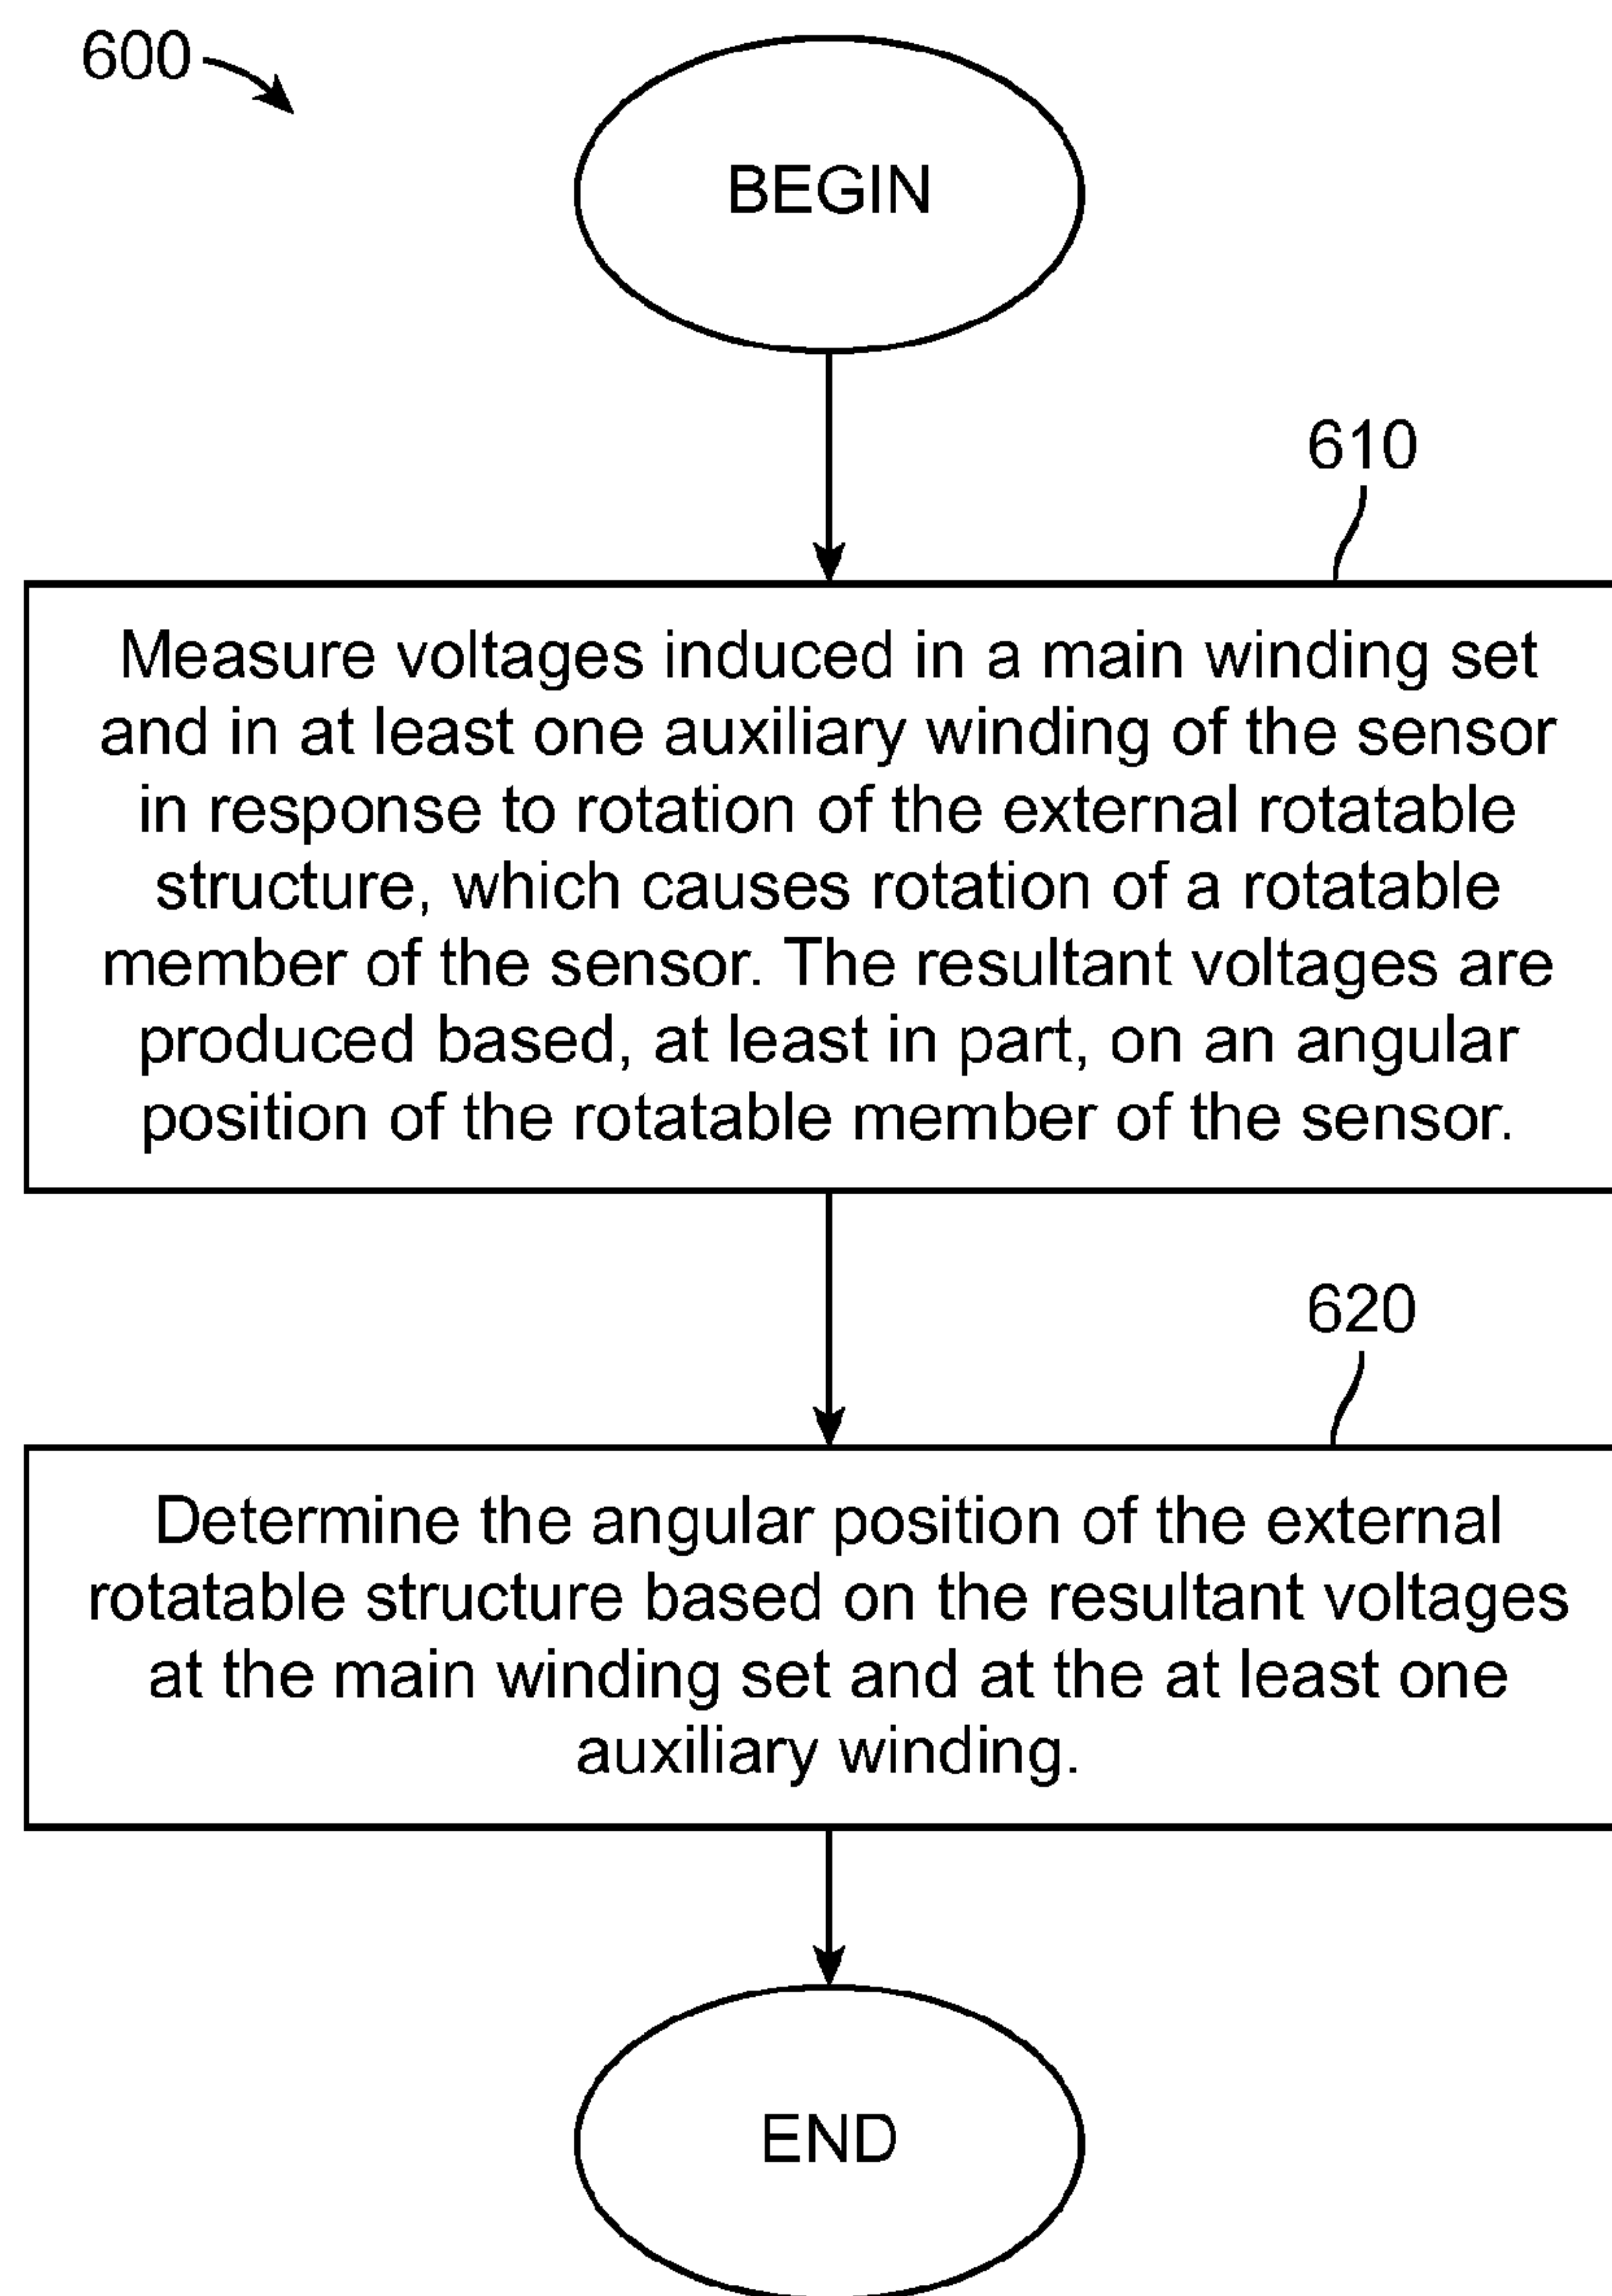 600
BEGIN
610
Measure voltages induced in a main winding set
and in at least one auxiliary winding of the sensor
in response to rotation of the external rotatable
structure, which causes rotation of a rotatable
member of the sensor. The resultant voltages are
produced based, at least in part, on an angular
position of the rotatable member of the sensor.
620
Determine the angular position of the external
rotatable structure based on the resultant voltages
at the main winding set and at the at least one
auxiliary winding.
END